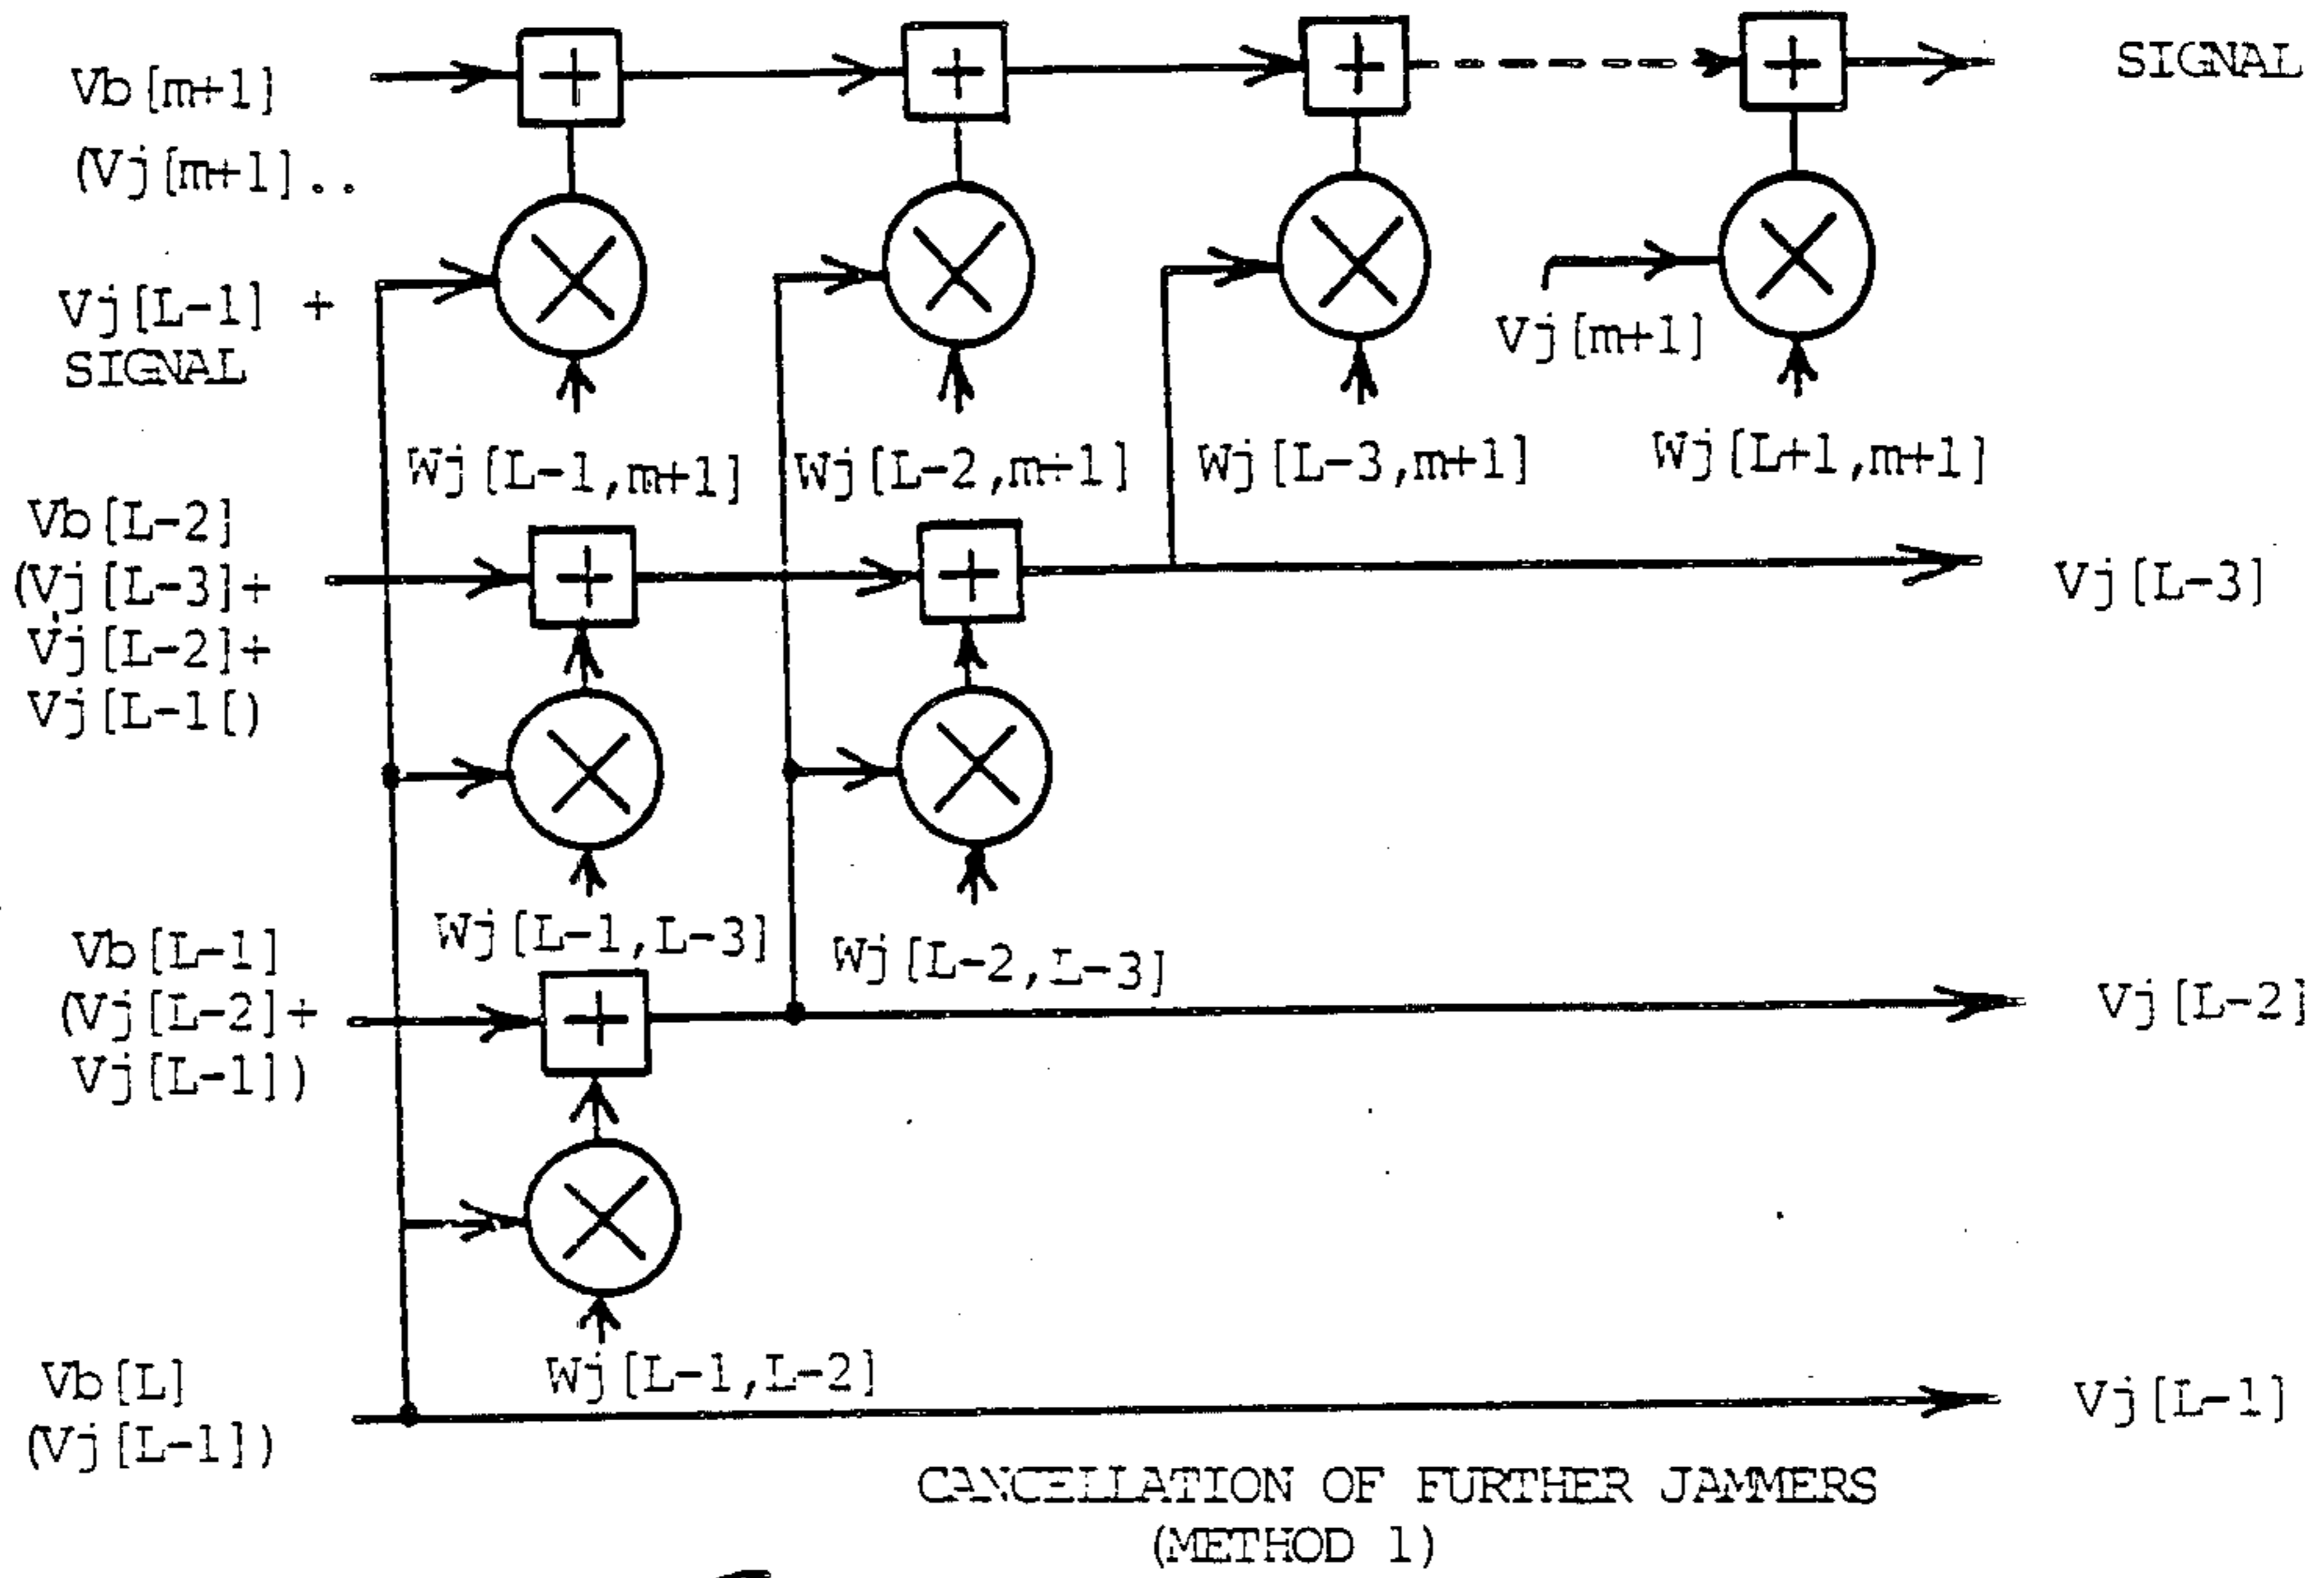 Vb[m+1]
(Vj[m+1]..
Vj[L-1] +
SIGNAL
SIGNAL
Vj[m+1]
Wj[L-1,m+1]
Wj[L-2,m+1]
Wj[L-3,m+1]
Wj[L+1,m+1]
Vb[L-2]
(Vj[L-3]+
Vj[L-2]+
Vj[L-1[)
Vj[L-3]
Wj[L-1,L-3]
Wj[L-2,L-3]
Vb[L-1]
(Vj[L-2]+
Vj[L-1])
Vj[L-2]
Wj[L-1,L-2]
Vb[L]
(Vj[L-1])
Vj[L-1]
CANCELLATION OF FURTHER JAMMERS
(METHOD 1)